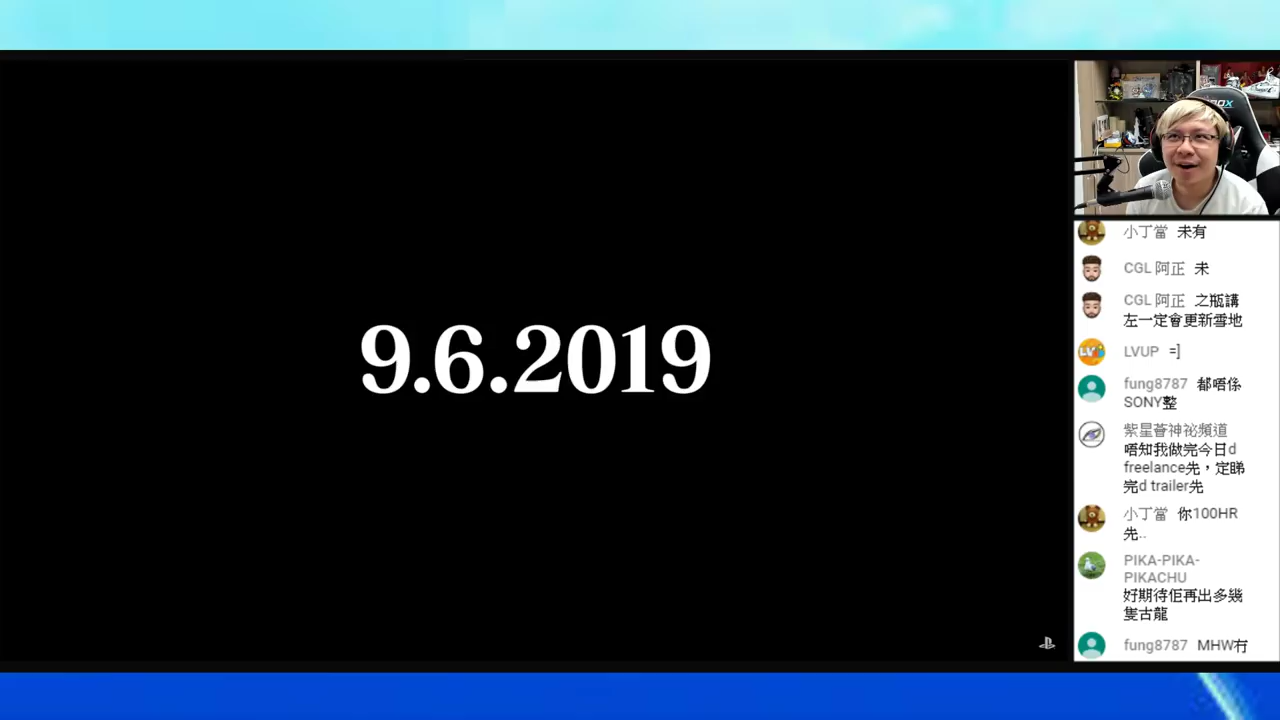 9.6.2019
小丁當 未有
CGL 阿正 未
CGL 阿正 之瓶講
左一定會更新雪地
LVUP =]
fung8787 都唔係
SONY整
紫星薈神祕頻道
唔知我做完今日d
freelance先，定睇
完d trailer先
小丁當 你100HR
先..
PIKA-PIKA-
PIKACHU
好期待佢再出多幾
隻古龍
fung8787 MHW冇